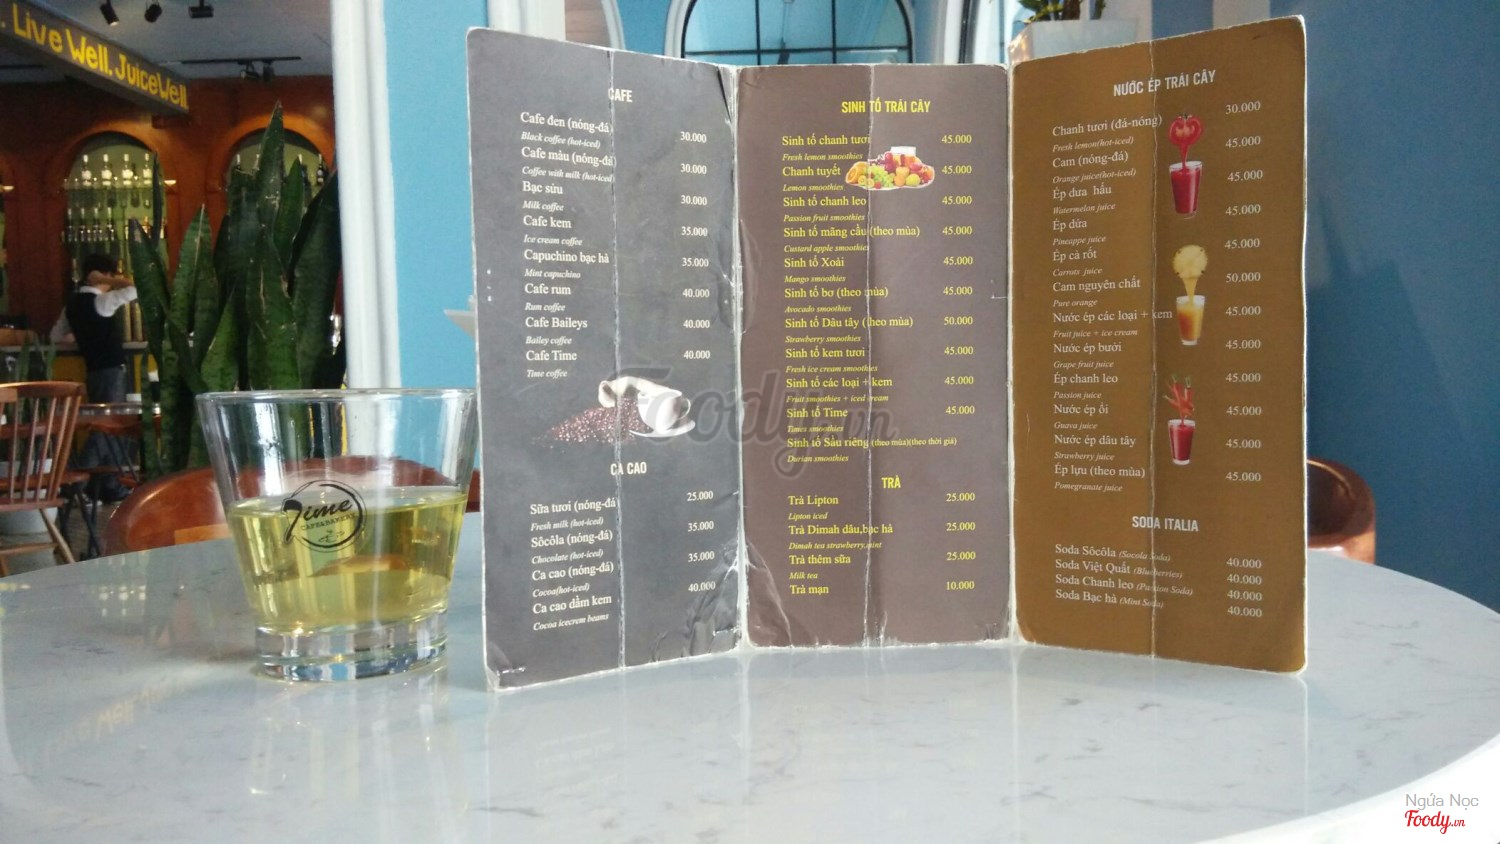 . Live Well. Juice Well
CAFE
Cafe đen (nóng-đá) 30.000
Black coffee (hot-iced)
Cafe màu (nóng-đá) 30.000
Coffee with milk (hot-iced)
Bạc sửu 30.000
Milk coffee
Cafe kem 35.000
Ice cream coffee
Capuchino bạc hà 35.000
Mint capuchino
Cafe rum 40.000
Rum coffee
Cafe Baileys 40.000
Bailey coffee
Cafe Time 40.000
Time coffee
CA CAO
Sữa tươi (nóng-đá) 25.000
Fresh milk (hot-iced)
Sôcôla (nóng-đá) 35.000
Chocolate (hot-iced)
Ca cao (nóng-đá) 35.000
Cocoa(hot-iced)
Ca cao dầm kem 40.000
Cocoa icecrem beans
SINH TỐ TRÁI CÂY
Sinh tố chanh tươi 45.000
Fresh lemon smoothies
Chanh tuyết 45.000
Lemon smoothies
Sinh tố chanh leo 45.000
Passion fruit smoothies
Sinh tố mãng cầu (theo mùa) 45.000
Custard apple smoothies
Sinh tố Xoài 45.000
Mango smoothies
Sinh tố bơ (theo mùa) 45.000
Avocado smoothies
Sinh tố Dâu tây (theo mùa) 50.000
Strawberry smoothies
Sinh tố kem tươi 45.000
Fresh ice cream smoothies
Sinh tố các loại + kem 45.000
Fruit smoothies + iced cream
Sinh tố Time 45.000
Times smoothies
Sinh tố Sầu riêng (theo mùa)(theo thời giá)
Durian smoothies
TRÀ
Trà Lipton 25.000
Lipton iced
Trà Dimah dâu,bạc hà 25.000
Dimah tea strawberry,mint
Trà thêm sữa 25.000
Milk tea
Trà mạn 10.000
NƯỚC ÉP TRÁI CÂY
Chanh tươi (đá-nóng) 30.000
Fresh lemon(hot-iced)
Cam (nóng-đá) 45.000
Orange juice(hot-iced)
Ép dưa hấu 45.000
Watermelon juice
Ép dứa 45.000
Pineappe juice
Ép cà rốt 50.000
Carrots juice
Cam nguyên chất 45.000
Pure orange
Nước ép các loại + kem 45.000
Fruit juice + ice cream
Nước ép bưởi 45.000
Grape fruit juice
Ép chanh leo 45.000
Passion juice
Nước ép ổi 45.000
Guava juice
Nước ép dâu tây 45.000
Strawberry juice
Ép lựu (theo mùa)
Pomegranate juice
SODA ITALIA
Soda Sôcôla (Socola Soda) 40.000
Soda Việt Quất (Blueberries) 40.000
Soda Chanh leo (Passion Soda) 40.000
Soda Bạc hà (Mint Soda) 40.000
Time
CAFE&BAKERY
Foody.vn
Ngứa Nọc
Foody.vn